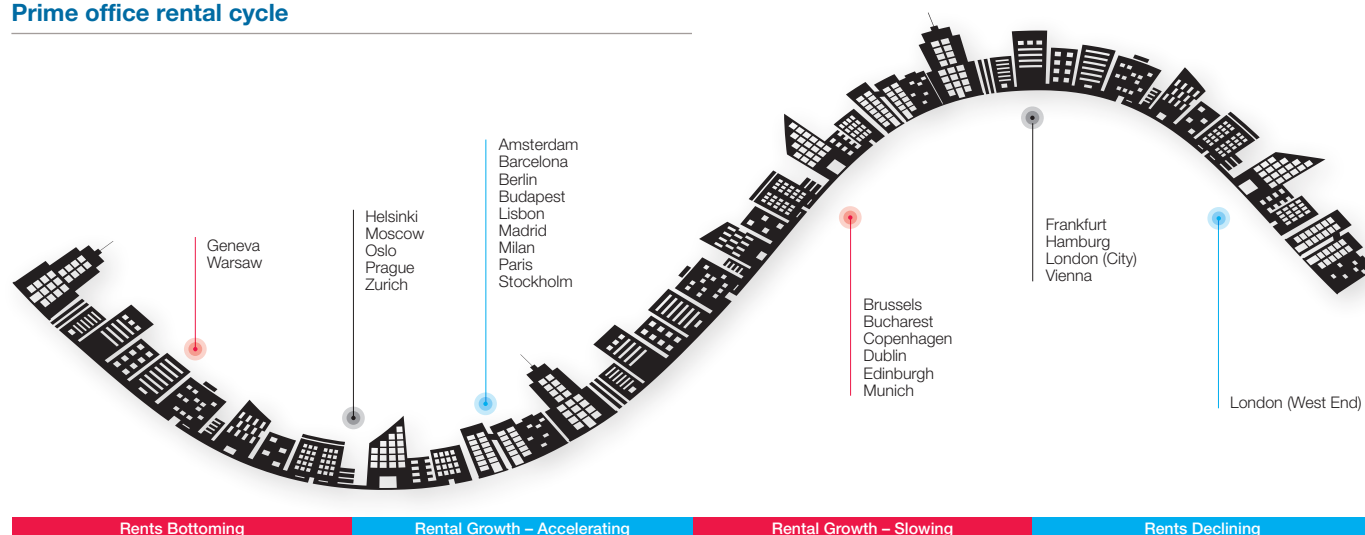 Prime office rental cycle
Geneva
Warsaw
Helsinki
Moscow
Oslo
Prague
Zurich
Amsterdam
Barcelona
Berlin
Budapest
Lisbon
Madrid
Milan
Paris
Stockholm
Brussels
Bucharest
Copenhagen
Dublin
Edinburgh
Munich
Frankfurt
Hamburg
London (City)
Vienna
London (West End)
Rents Bottoming
Rental Growth – Accelerating
Rental Growth – Slowing
Rents Declining